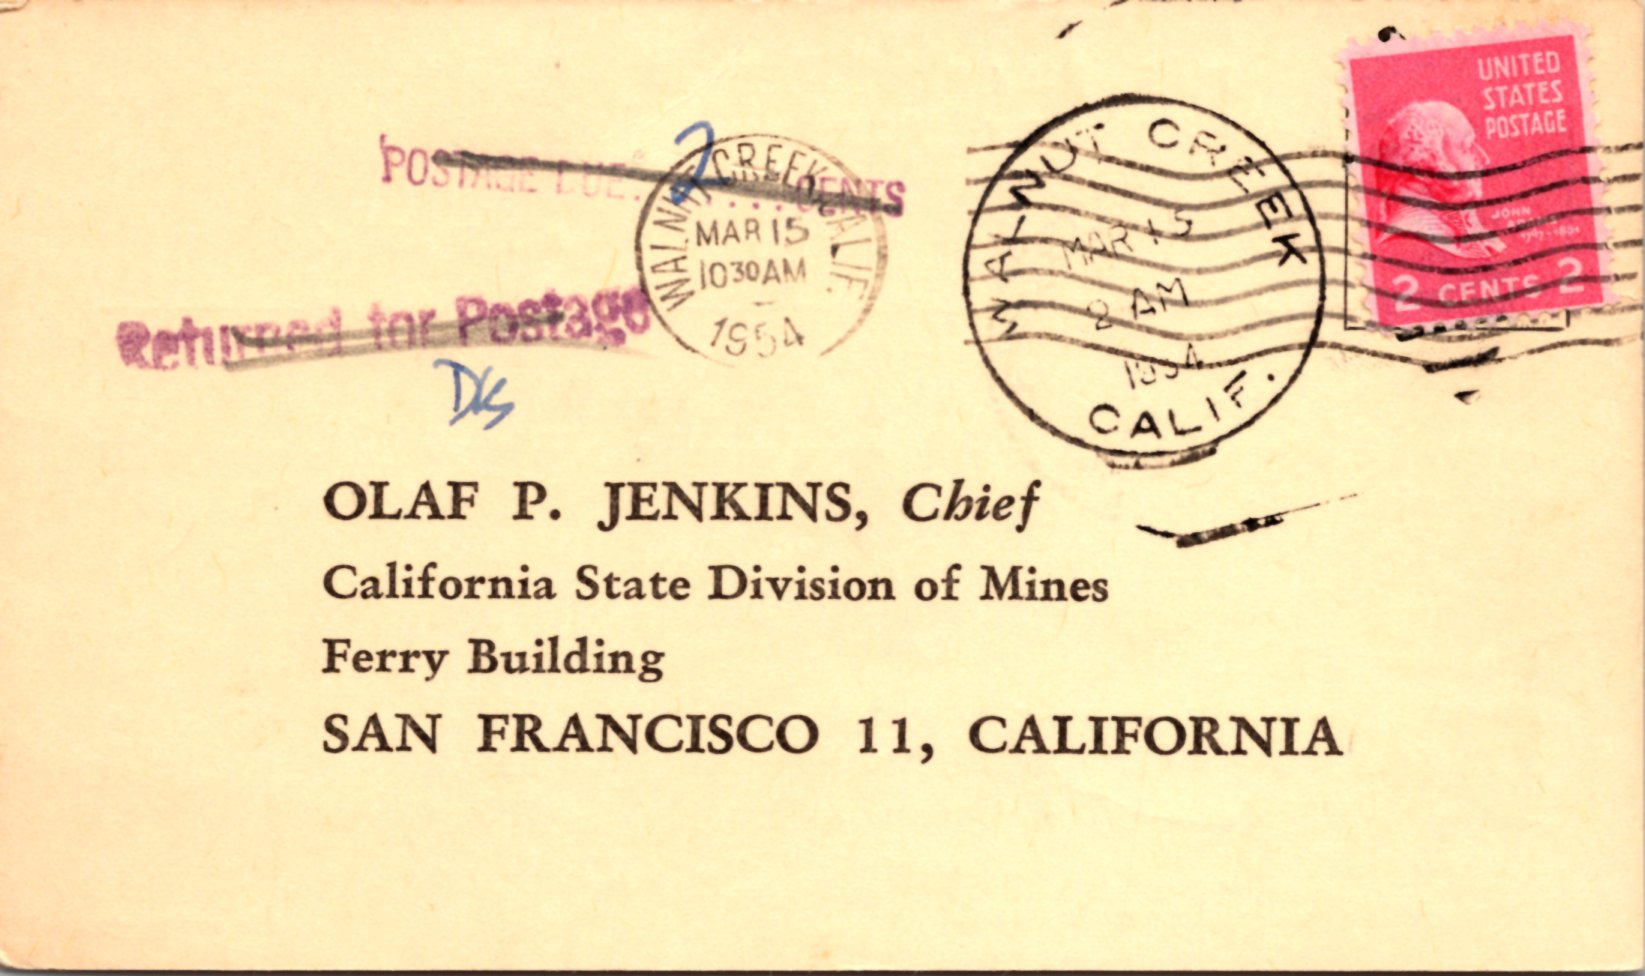 UNITED
STATES
POSTAGE
JOHN
ADAMS
2 CENTS 2
POSTAGE DUE 2 CENTS
WALNUT CREEK CALIF.
MAR 15
10 30 AM
1954
WALNUT CREEK
MAR 15
2 AM
1954
CALIF.
Returned for Postage
OLAF P. JENKINS, Chief
California State Division of Mines
Ferry Building
SAN FRANCISCO 11, CALIFORNIA